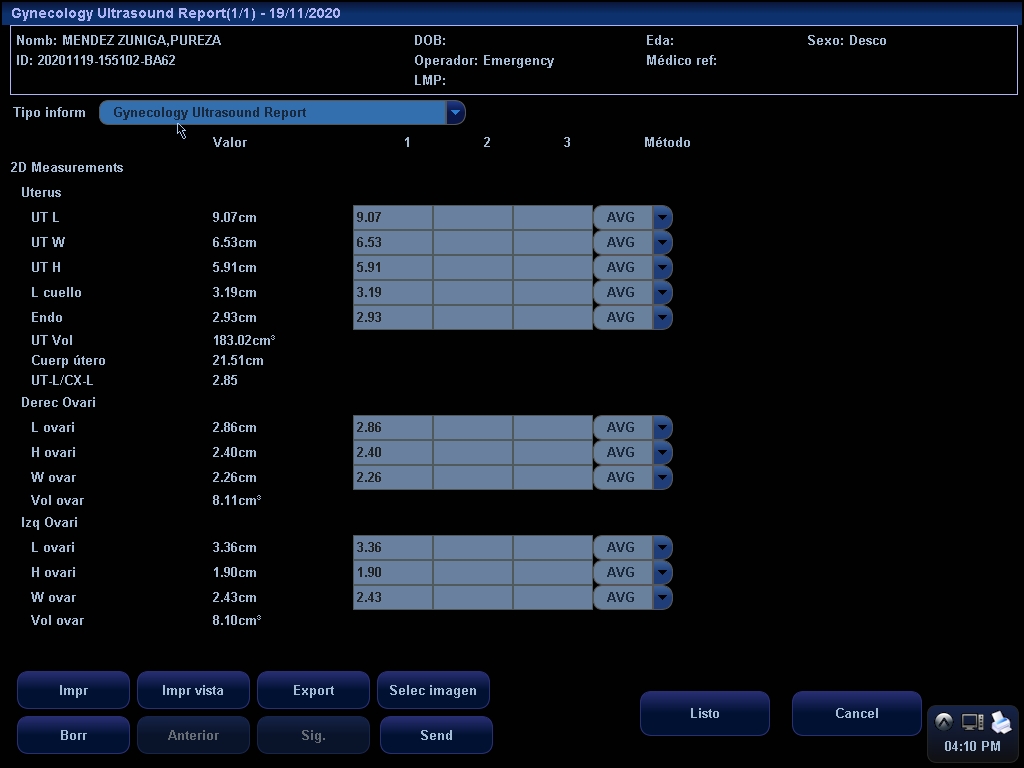 Gynecology Ultrasound Report(1/1) - 19/11/2020
Nomb: MENDEZ ZUNIGA,PUREZA DOB: Eda: Sexo: Desco
ID: 20201119-155102-BA62 Operador: Emergency Médico ref:
LMP:
Tipo inform Gynecology Ultrasound Report
Valor 1 2 3 Método
2D Measurements
Uterus
UT L 9.07cm 9.07 AVG
UT W 6.53cm 6.53 AVG
UT H 5.91cm 5.91 AVG
L cuello 3.19cm 3.19 AVG
Endo 2.93cm 2.93 AVG
UT Vol 183.02cm³
Cuerp útero 21.51cm
UT-L/CX-L 2.85
Derec Ovari
L ovari 2.86cm 2.86 AVG
H ovari 2.40cm 2.40 AVG
W ovar 2.26cm 2.26 AVG
Vol ovar 8.11cm³
Izq Ovari
L ovari 3.36cm 3.36 AVG
H ovari 1.90cm 1.90 AVG
W ovar 2.43cm 2.43 AVG
Vol ovar 8.10cm³
Impr Impr vista Export Selec imagen
Listo Cancel
Borr Anterior Sig. Send
04:10 PM